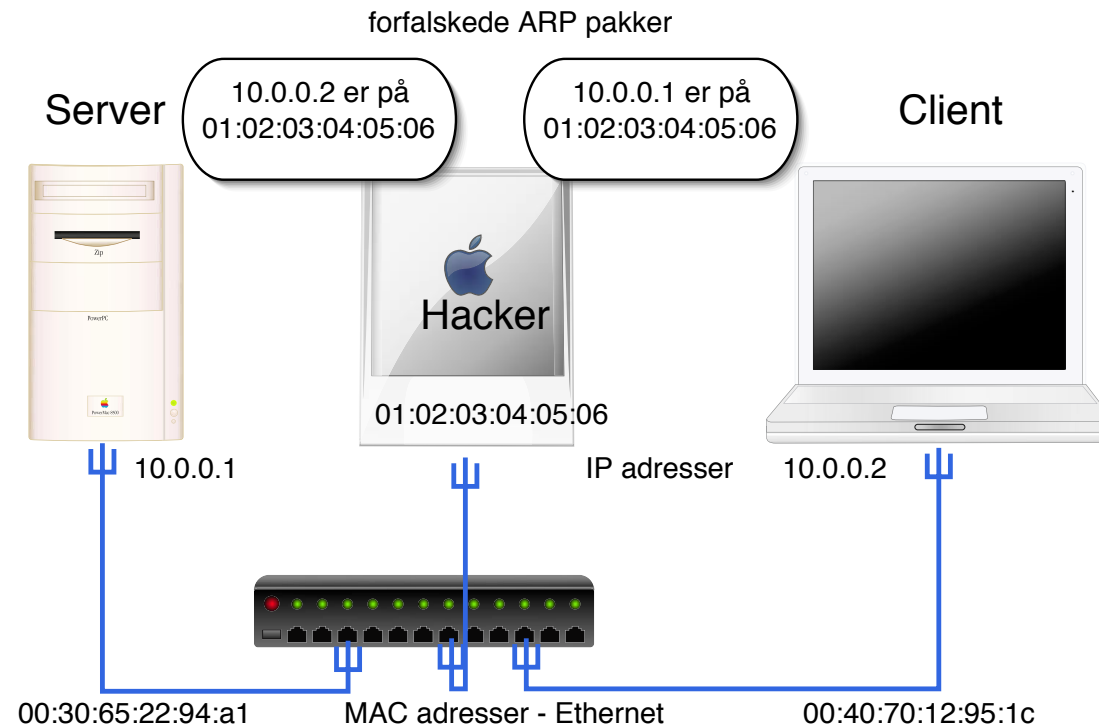 forfalskede ARP pakker
Server
10.0.0.2 er på
01:02:03:04:05:06
10.0.0.1 er på
01:02:03:04:05:06
Client
Zip
PowerPC
Hacker
01:02:03:04:05:06
10.0.0.1
IP adresser
10.0.0.2
00:30:65:22:94:a1
MAC adresser - Ethernet
00:40:70:12:95:1c